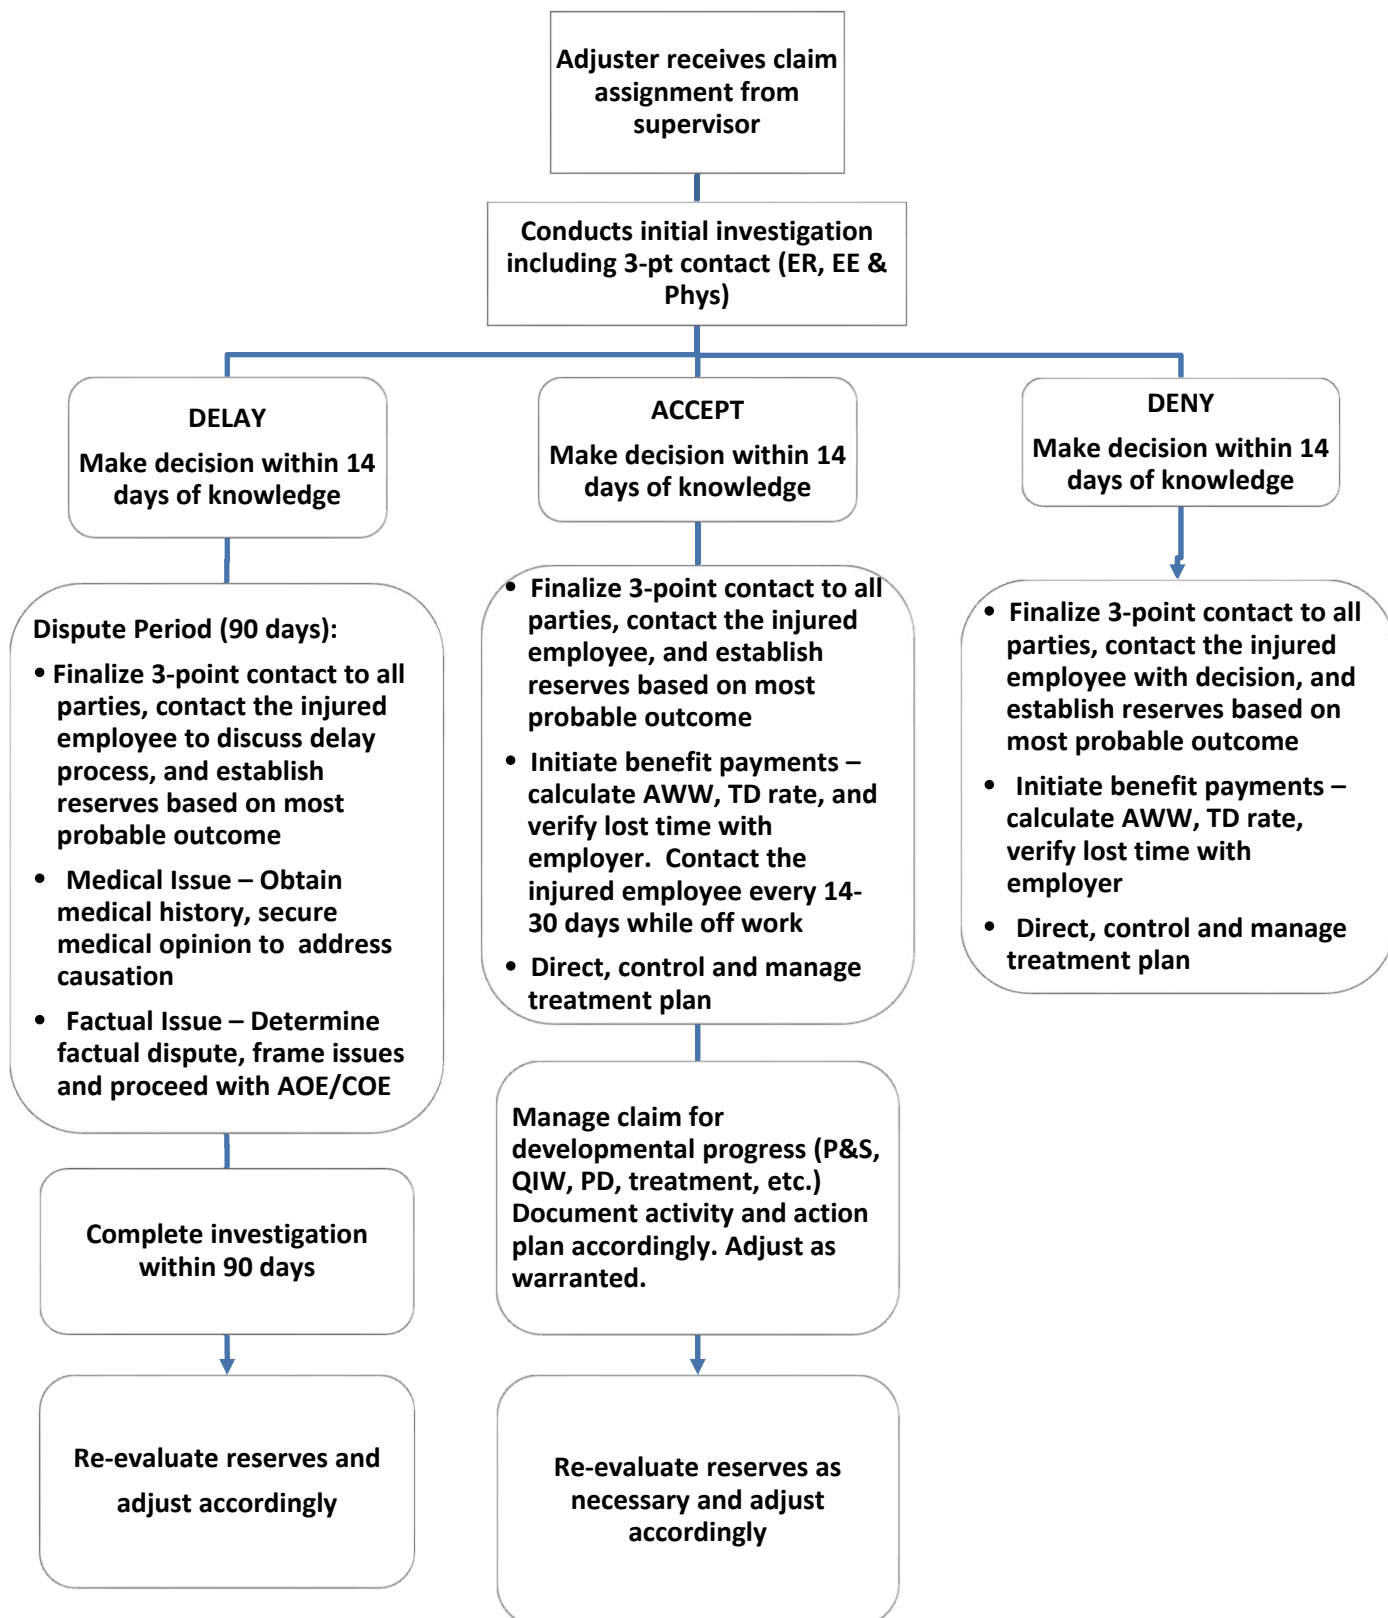 Adjuster receives claim
assignment from
supervisor
Conducts initial investigation
including 3-pt contact (ER, EE &
Phys)
DELAY
Make decision within 14
days of knowledge
ACCEPT
Make decision within 14
days of knowledge
DENY
Make decision within 14
days of knowledge
Dispute Period (90 days):
• Finalize 3-point contact to all
parties, contact the injured
employee to discuss delay
process, and establish
reserves based on most
probable outcome
• Medical Issue – Obtain
medical history, secure
medical opinion to address
causation
• Factual Issue – Determine
factual dispute, frame issues
and proceed with AOE/COE
• Finalize 3-point contact to all
parties, contact the injured
employee, and establish
reserves based on most
probable outcome
• Initiate benefit payments –
calculate AWW, TD rate, and
verify lost time with
employer. Contact the
injured employee every 14-
30 days while off work
• Direct, control and manage
treatment plan
• Finalize 3-point contact to all
parties, contact the injured
employee with decision, and
establish reserves based on
most probable outcome
• Initiate benefit payments –
calculate AWW, TD rate,
verify lost time with
employer
• Direct, control and manage
treatment plan
Complete investigation
within 90 days
Manage claim for
developmental progress (P&S,
QIW, PD, treatment, etc.)
Document activity and action
plan accordingly. Adjust as
warranted.
Re-evaluate reserves and
adjust accordingly
Re-evaluate reserves as
necessary and adjust
accordingly